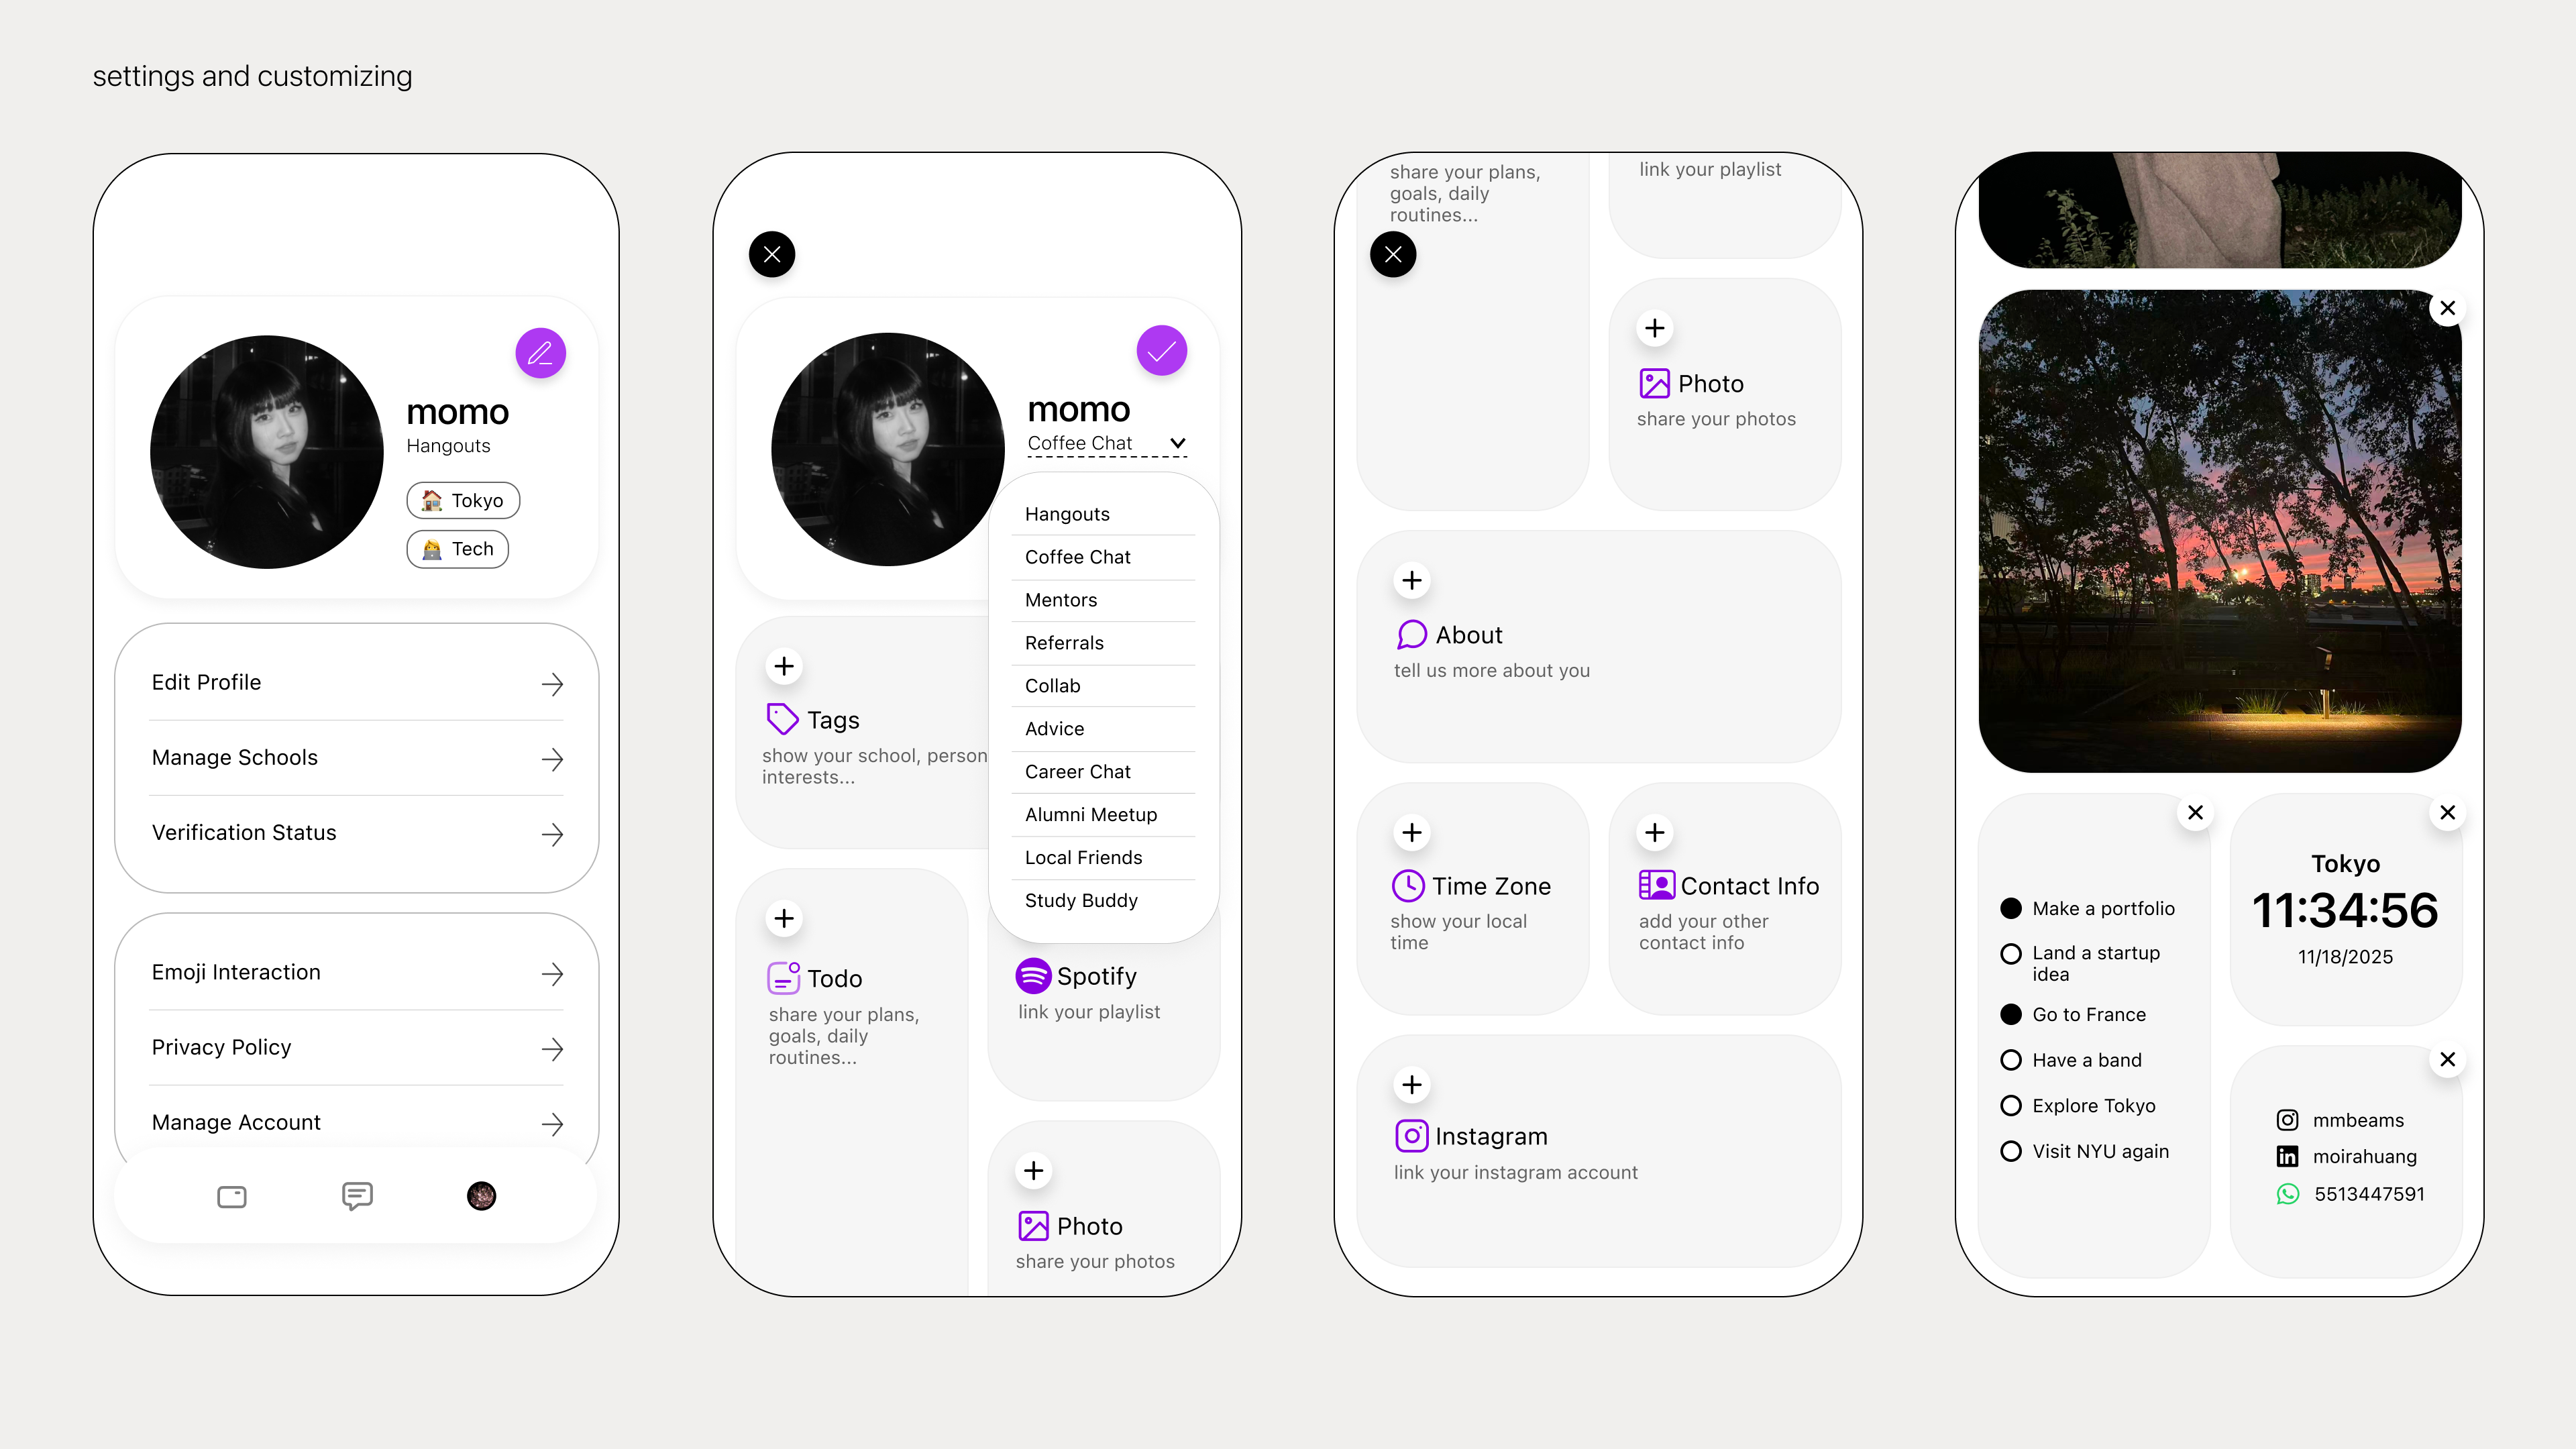 settings and customizing
momo
Hangouts
Tokyo
Tech
Edit Profile
Manage Schools
Verification Status
Emoji Interaction
Privacy Policy
Manage Account
momo
Coffee Chat
Hangouts
Coffee Chat
Mentors
Referrals
Collab
Advice
Career Chat
Alumni Meetup
Local Friends
Study Buddy
Tags
show your school, person
interests...
Todo
share your plans,
goals, daily
routines...
Spotify
link your playlist
Photo
share your photos
share your plans,
goals, daily
routines...
link your playlist
Photo
share your photos
About
tell us more about you
Time Zone
show your local
time
Contact Info
add your other
contact info
Instagram
link your instagram account
Make a portfolio
Land a startup
idea
Go to France
Have a band
Explore Tokyo
Visit NYU again
Tokyo
11:34:56
11/18/2025
mmbeams
in
moirahuang
5513447591